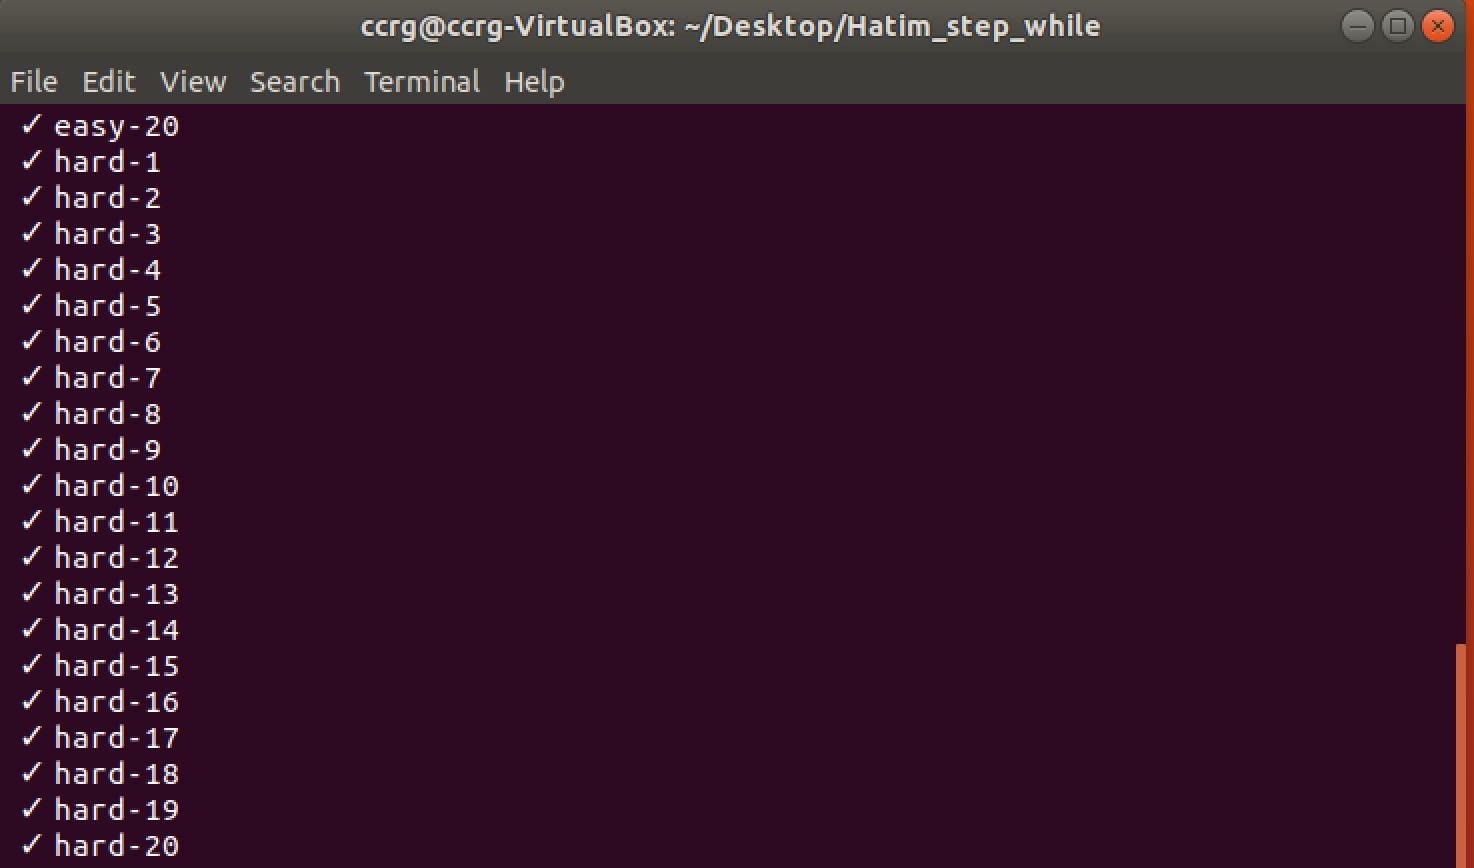 ccrg@ccrg-VirtualBox: ~/Desktop/Hatim_step_while
File Edit View Search Terminal Help
✓ easy-20
✓ hard-1
✓ hard-2
✓ hard-3
✓ hard-4
✓ hard-5
✓ hard-6
✓ hard-7
✓ hard-8
✓ hard-9
✓ hard-10
✓ hard-11
✓ hard-12
✓ hard-13
✓ hard-14
✓ hard-15
✓ hard-16
✓ hard-17
✓ hard-18
✓ hard-19
✓ hard-20